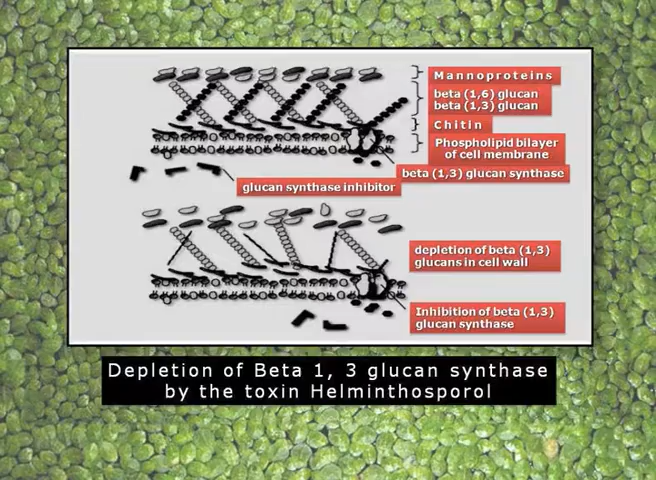 Mannoproteins
beta (1,6) glucan
beta (1,3) glucan
Chitin
Phospholipid bilayer
of cell membrane
beta (1,3) glucan synthase
glucan synthase inhibitor
depletion of beta (1,3)
glucans in cell wall
Inhibition of beta (1,3)
glucan synthase
Depletion of Beta 1, 3 glucan synthase
by the toxin Helminthosporol